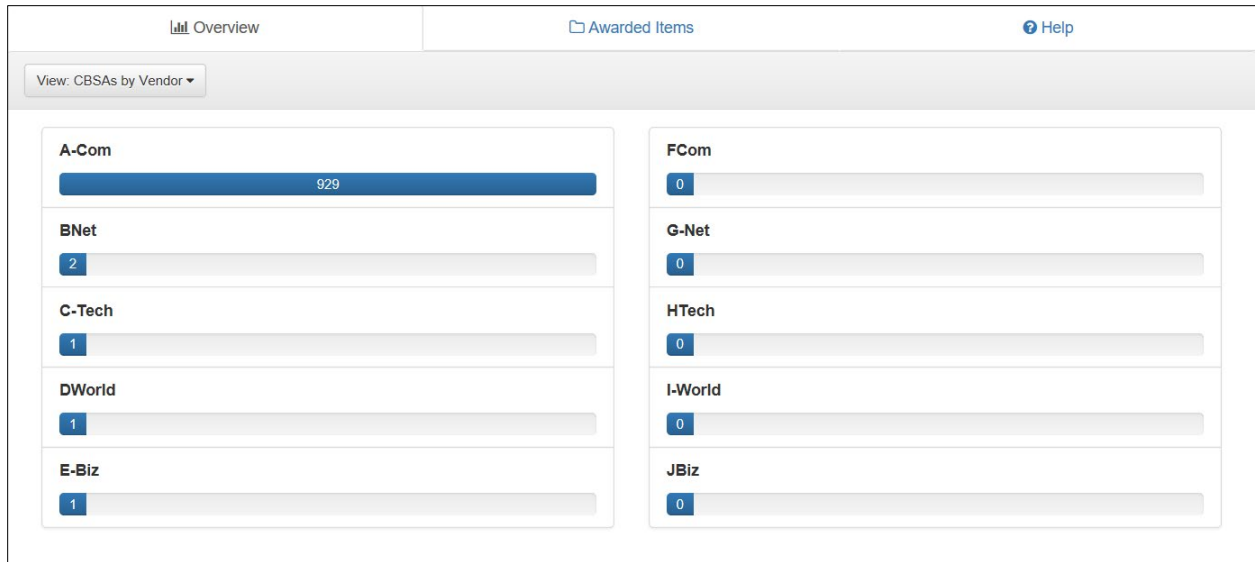 Overview
Awarded Items
Help
View: CBSAs by Vendor
A-Com
929
BNet
2
C-Tech
1
DWorld
1
E-Biz
1
FCom
0
G-Net
0
HTech
0
I-World
0
JBiz
0